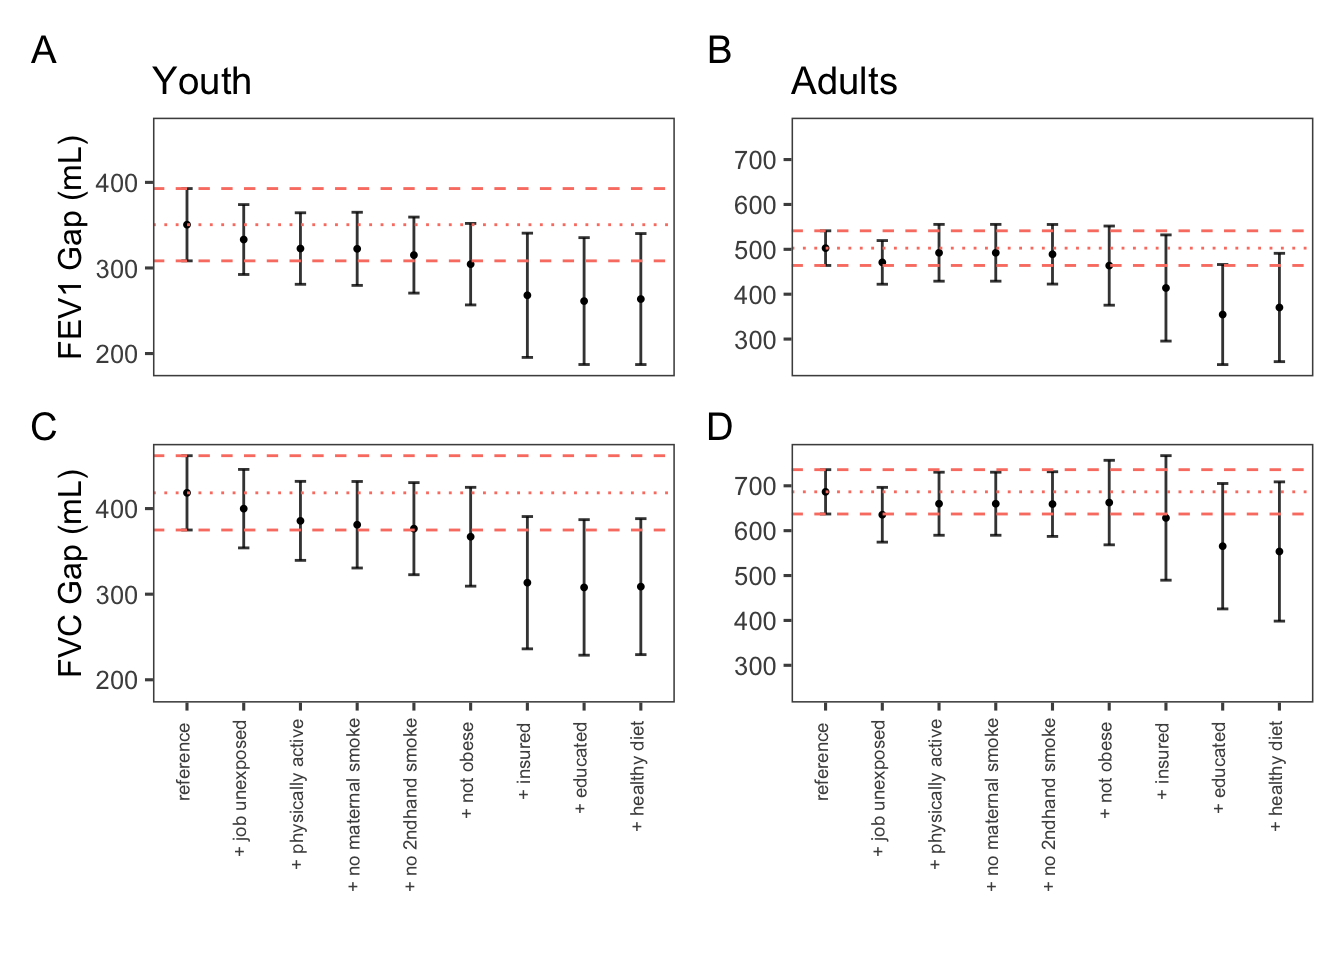 A
Youth
FEV1 Gap (mL)
400
300
200
B
Adults
700
600
500
400
300
C
FVC Gap (mL)
400
300
200
reference
+ job unexposed
+ physically active
+ no maternal smoke
+ no 2ndhand smoke
+ not obese
+ insured
+ educated
+ healthy diet
D
700
600
500
400
300
reference
+ job unexposed
+ physically active
+ no maternal smoke
+ no 2ndhand smoke
+ not obese
+ insured
+ educated
+ healthy diet